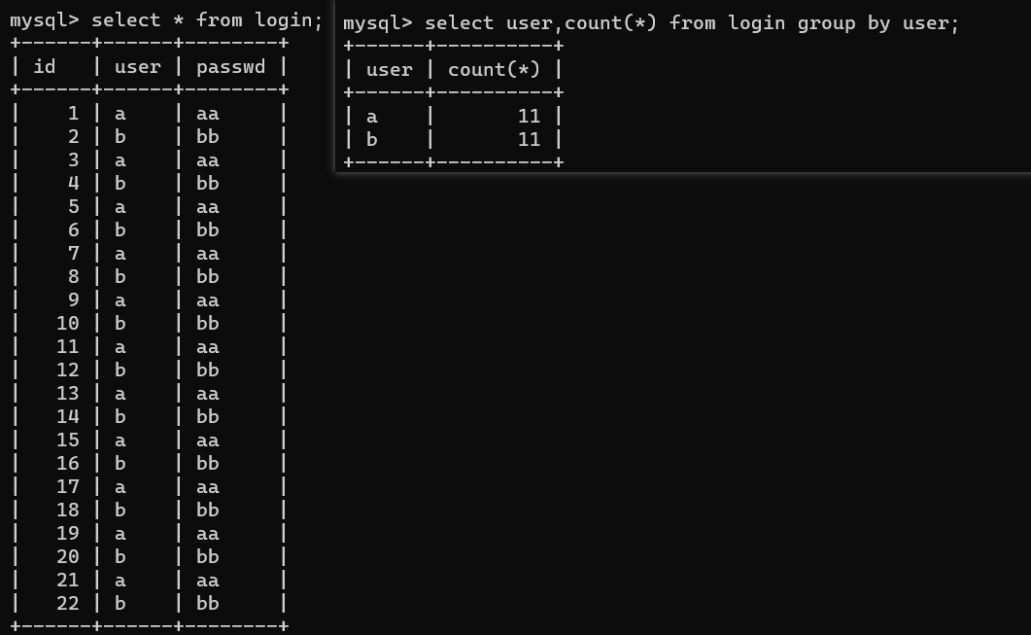 mysql> select * from login;
+------+------+--------+
| id   | user | passwd |
+------+------+--------+
|    1 | a    | aa     |
|    2 | b    | bb     |
|    3 | a    | aa     |
|    4 | b    | bb     |
|    5 | a    | aa     |
|    6 | b    | bb     |
|    7 | a    | aa     |
|    8 | b    | bb     |
|    9 | a    | aa     |
|   10 | b    | bb     |
|   11 | a    | aa     |
|   12 | b    | bb     |
|   13 | a    | aa     |
|   14 | b    | bb     |
|   15 | a    | aa     |
|   16 | b    | bb     |
|   17 | a    | aa     |
|   18 | b    | bb     |
|   19 | a    | aa     |
|   20 | b    | bb     |
|   21 | a    | aa     |
|   22 | b    | bb     |
+------+------+--------+
mysql> select user,count(*) from login group by user;
+------+----------+
| user | count(*) |
+------+----------+
| a    |       11 |
| b    |       11 |
+------+----------+